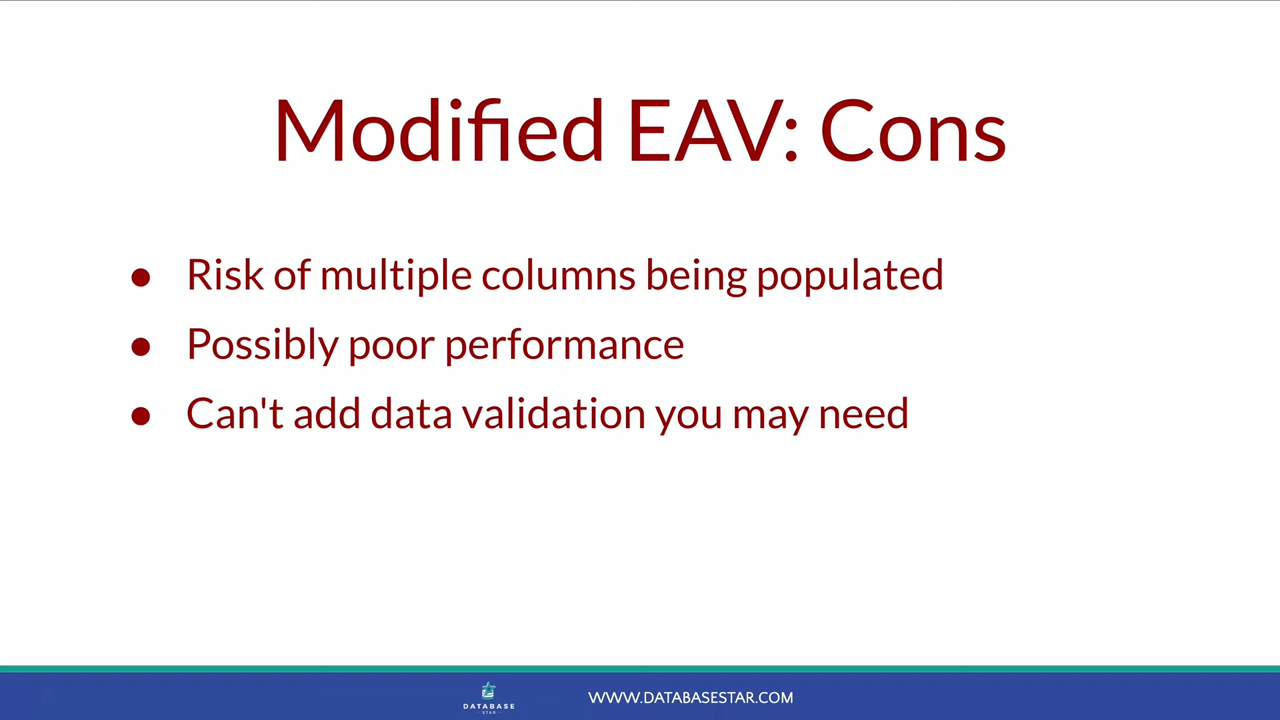 Modified EAV: Cons
● Risk of multiple columns being populated
● Possibly poor performance
● Can't add data validation you may need
DATABASE
STAR
WWW.DATABASESTAR.COM